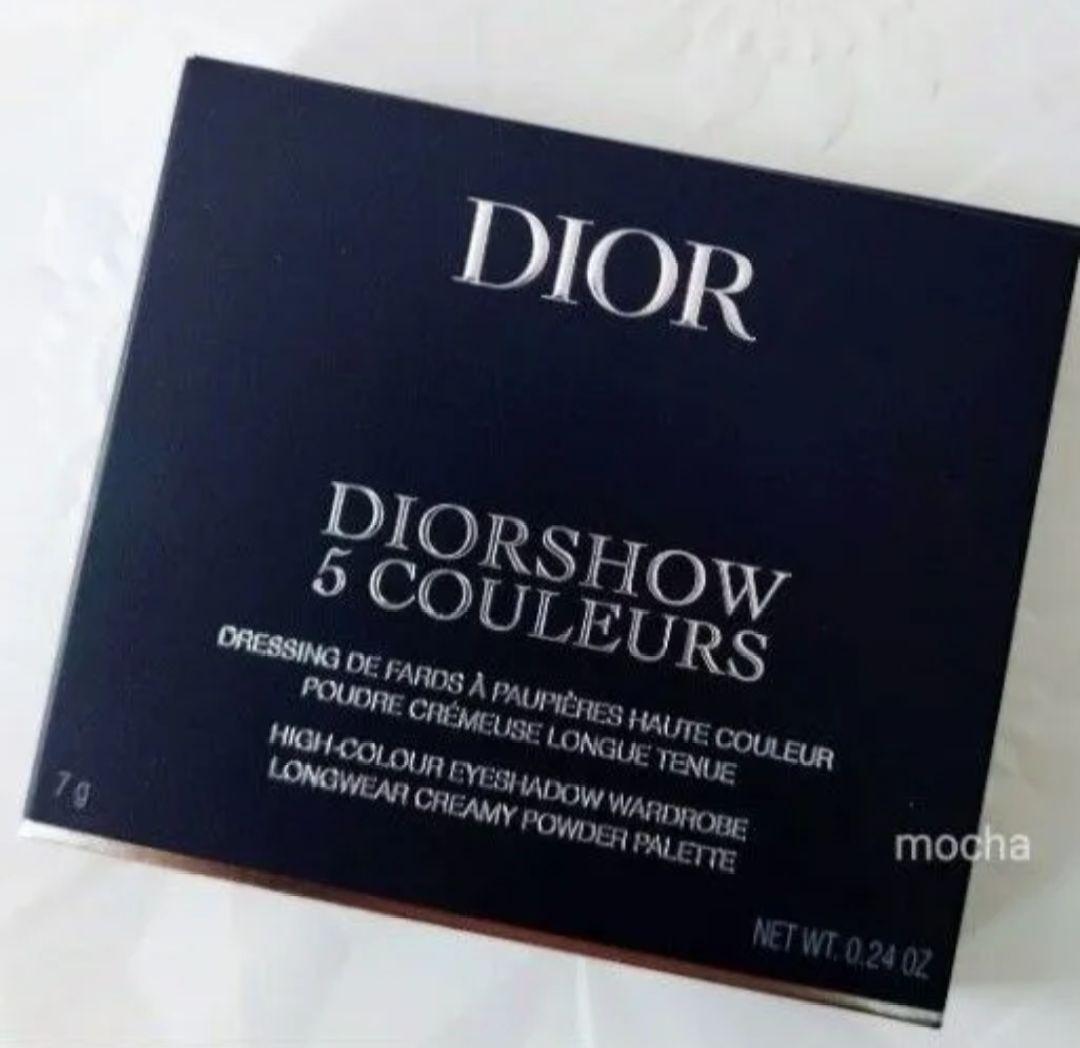 DIOR
DIORSHOW
5 COULEURS
DRESSING DE FARDS À PAUPIÈRES HAUTE COULEUR
POUDRE CRÉMEUSE LONGUE TENUE
HIGH-COLOUR EYESHADOW WARDROBE
LONGWEAR CREAMY POWDER PALETTE
7 g
mocha
NET WT. 0.24 OZ